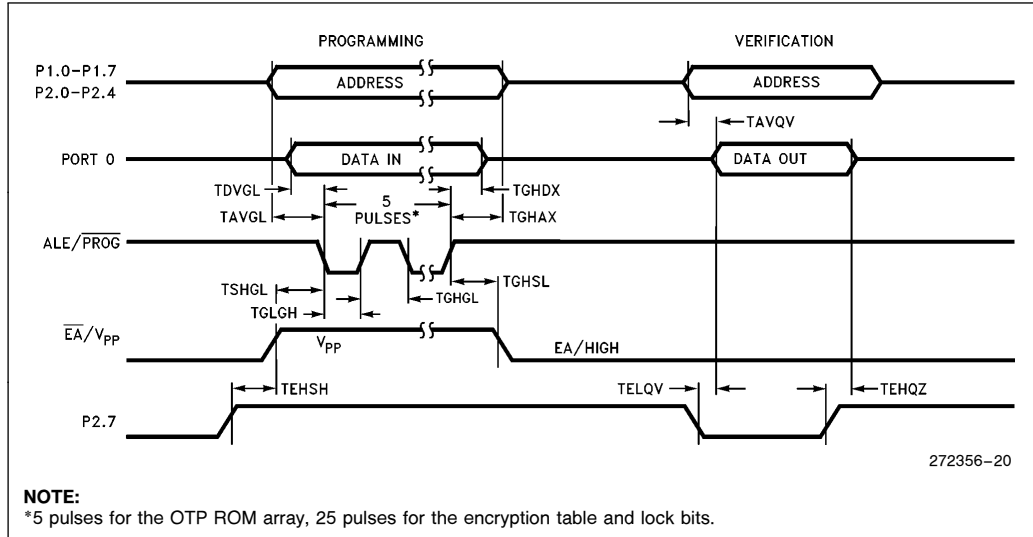 PROGRAMMING VERIFICATION
P1.0–P1.7
P2.0–P2.4
ADDRESS ADDRESS
TAVQV
PORT 0
DATA IN DATA OUT
TDVGL 5 TGHDX
TAVGL PULSES* TGHAX
ALE/PROG
TSHGL TGHGL TGHSL
TGLGH
EA/VPP
VPP EA/HIGH
TEHSH TELQV TEHQZ
P2.7
272356–20
NOTE:
*5 pulses for the OTP ROM array, 25 pulses for the encryption table and lock bits.